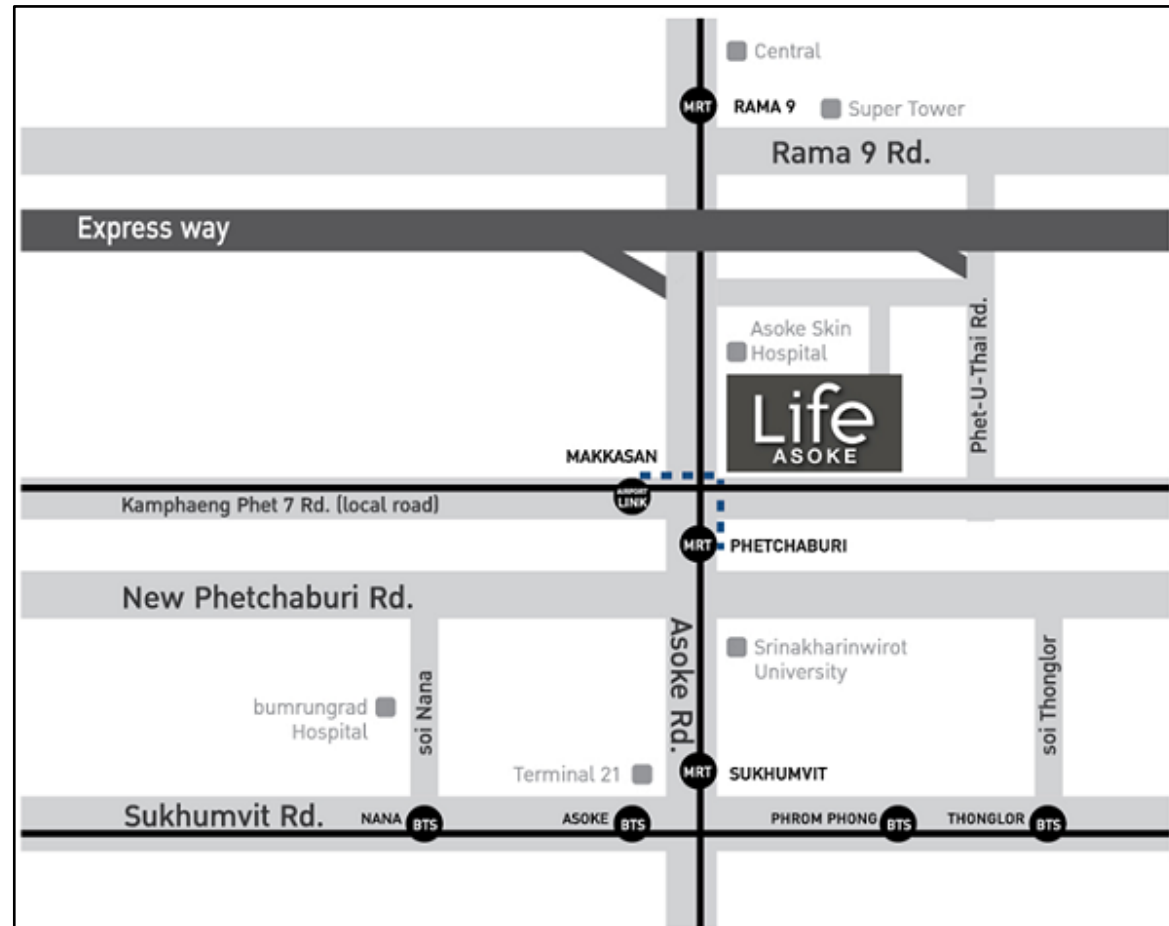 Central
MRT RAMA 9
Super Tower
Rama 9 Rd.
Express way
Asoke Skin
Hospital
Phet-U-Thai Rd.
Life
ASOKE
MAKKASAN
AIRPORT
LINK
Kamphaeng Phet 7 Rd. (local road)
MRT PHETCHABURI
New Phetchaburi Rd.
Asoke Rd.
Srinakharinwirot
University
soi Thonglor
bumrungrad
Hospital
soi Nana
Terminal 21
MRT SUKHUMVIT
Sukhumvit Rd.
NANA BTS
ASOKE BTS
PHROM PHONG BTS
THONGLOR BTS